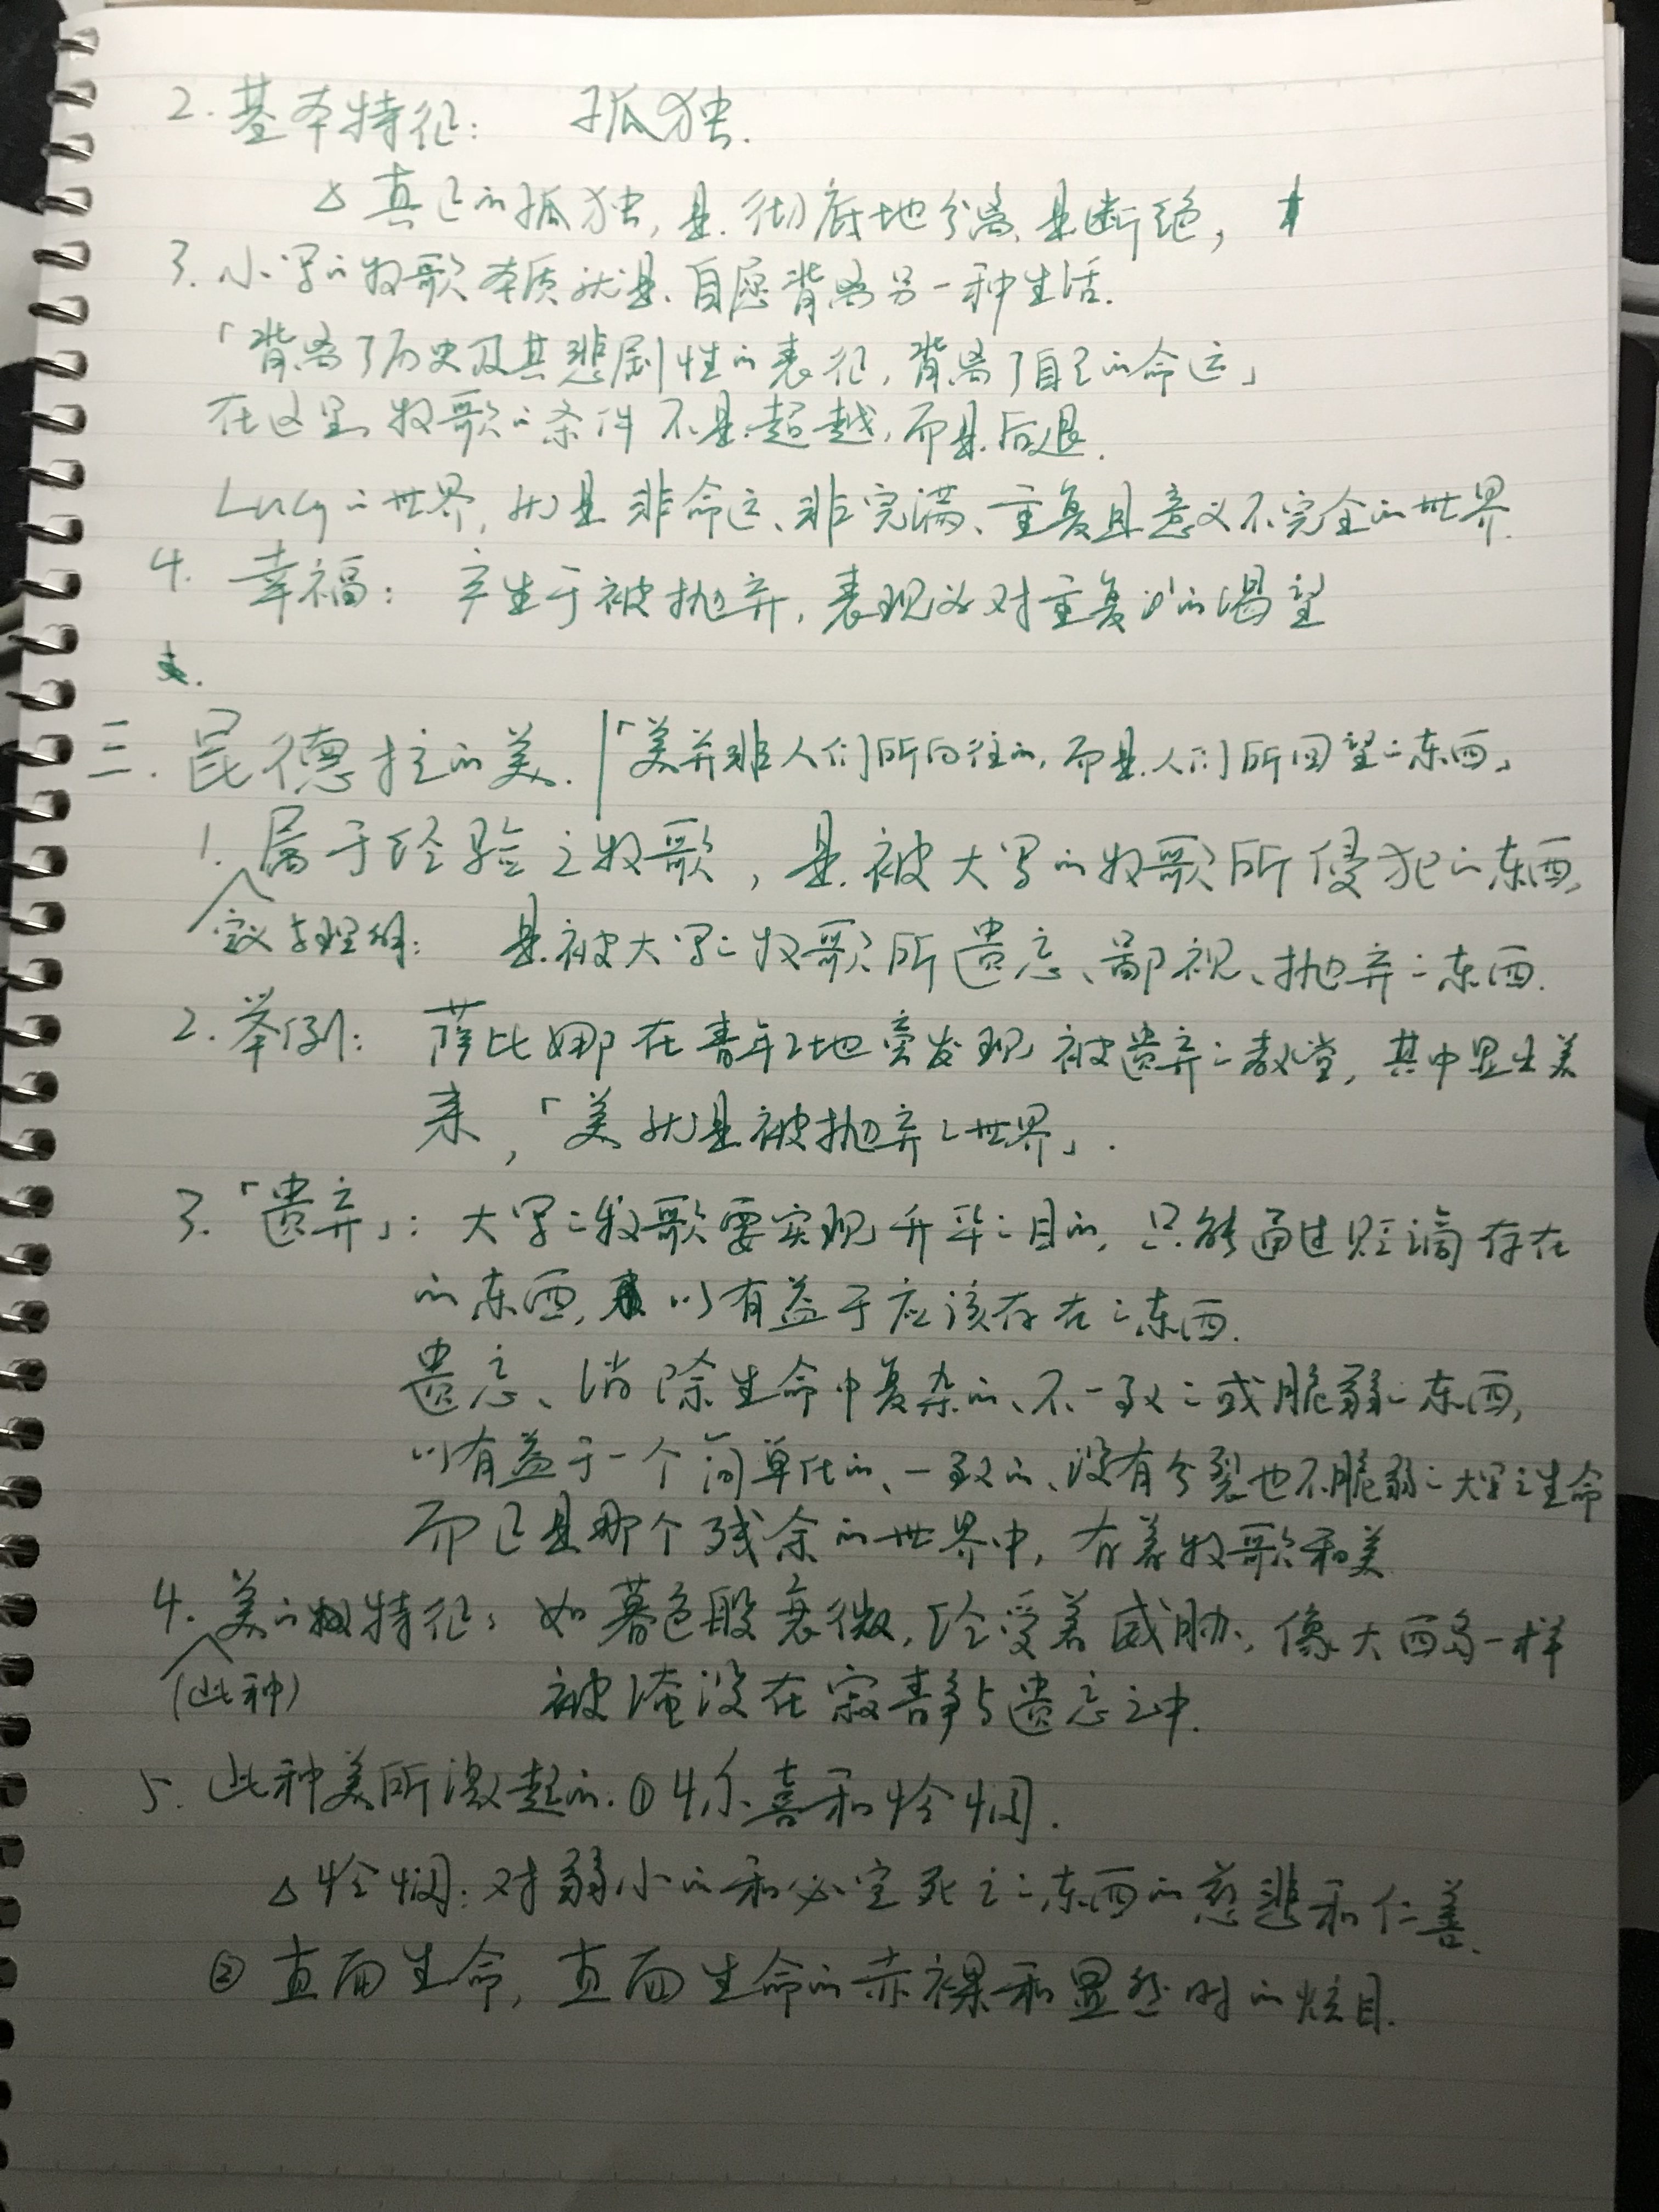 2. 基本特征： 孤独.
△ 真正的孤独, 是彻底地分离、是断绝,
3. 小写的牧歌本质就是自愿背离另一种生活.
「背离了历史及其悲剧性的表征, 背离了自己的命运」
在这里, 牧歌的条件不是超越, 而是后退.
Lucy的世界, 就是非命运、非完满、重复且意义不完全的世界.
4. 幸福： 产生于被抛弃, 表现为对重复的渴望
三. 昆德拉的美. 「美并非人们所向往的, 而是人们所回望的东西」
1. 属于经验之牧歌, 是被大写的牧歌所侵犯的东西,
定义与理解： 是被大写的牧歌所遗忘、鄙视、抛弃的东西.
2. 举例： 萨比娜在青年工地旁发现被遗弃的教堂, 其中显出美
来, 「美就是被抛弃的世界」.
3. 「遗弃」： 大写的牧歌要实现升华的目的, 只能通过贬谪存在
的东西, 以有益于应该存在的东西.
遗忘、消除生命中复杂的、不一致的或脆弱的东西,
以有益于一个简单化的、一致的、没有分裂也不脆弱的大写之生命
而正是那个残余的世界中, 有着牧歌和美
4. 美的特征： 如暮色般衰微, 经受着威胁, 像大西岛一样
(此种) 被淹没在寂静与遗忘之中.
5. 此种美所激起的. ① 惊喜和怜悯.
△ 怜悯： 对弱小的和必定死亡的东西的慈悲和仁善.
② 直面生命, 直面生命的赤裸和显然时的炫目.